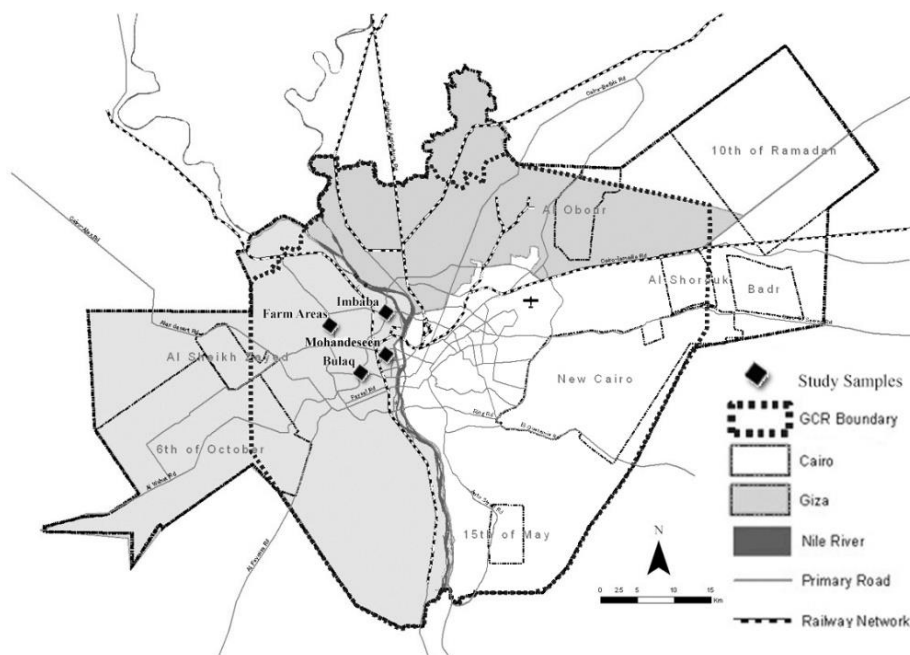 10th of Ramadan
Al Obour
Al Shorouk
Badr
Imbaba
Farm Areas
Mohandeseen
Bulaq
Al Sheikh Zayed
New Cairo
6th of October
15th of May
N
0 2.5 5 10 15
Km
Study Samples
GCR Boundary
Cairo
Giza
Nile River
Primary Road
Railway Network